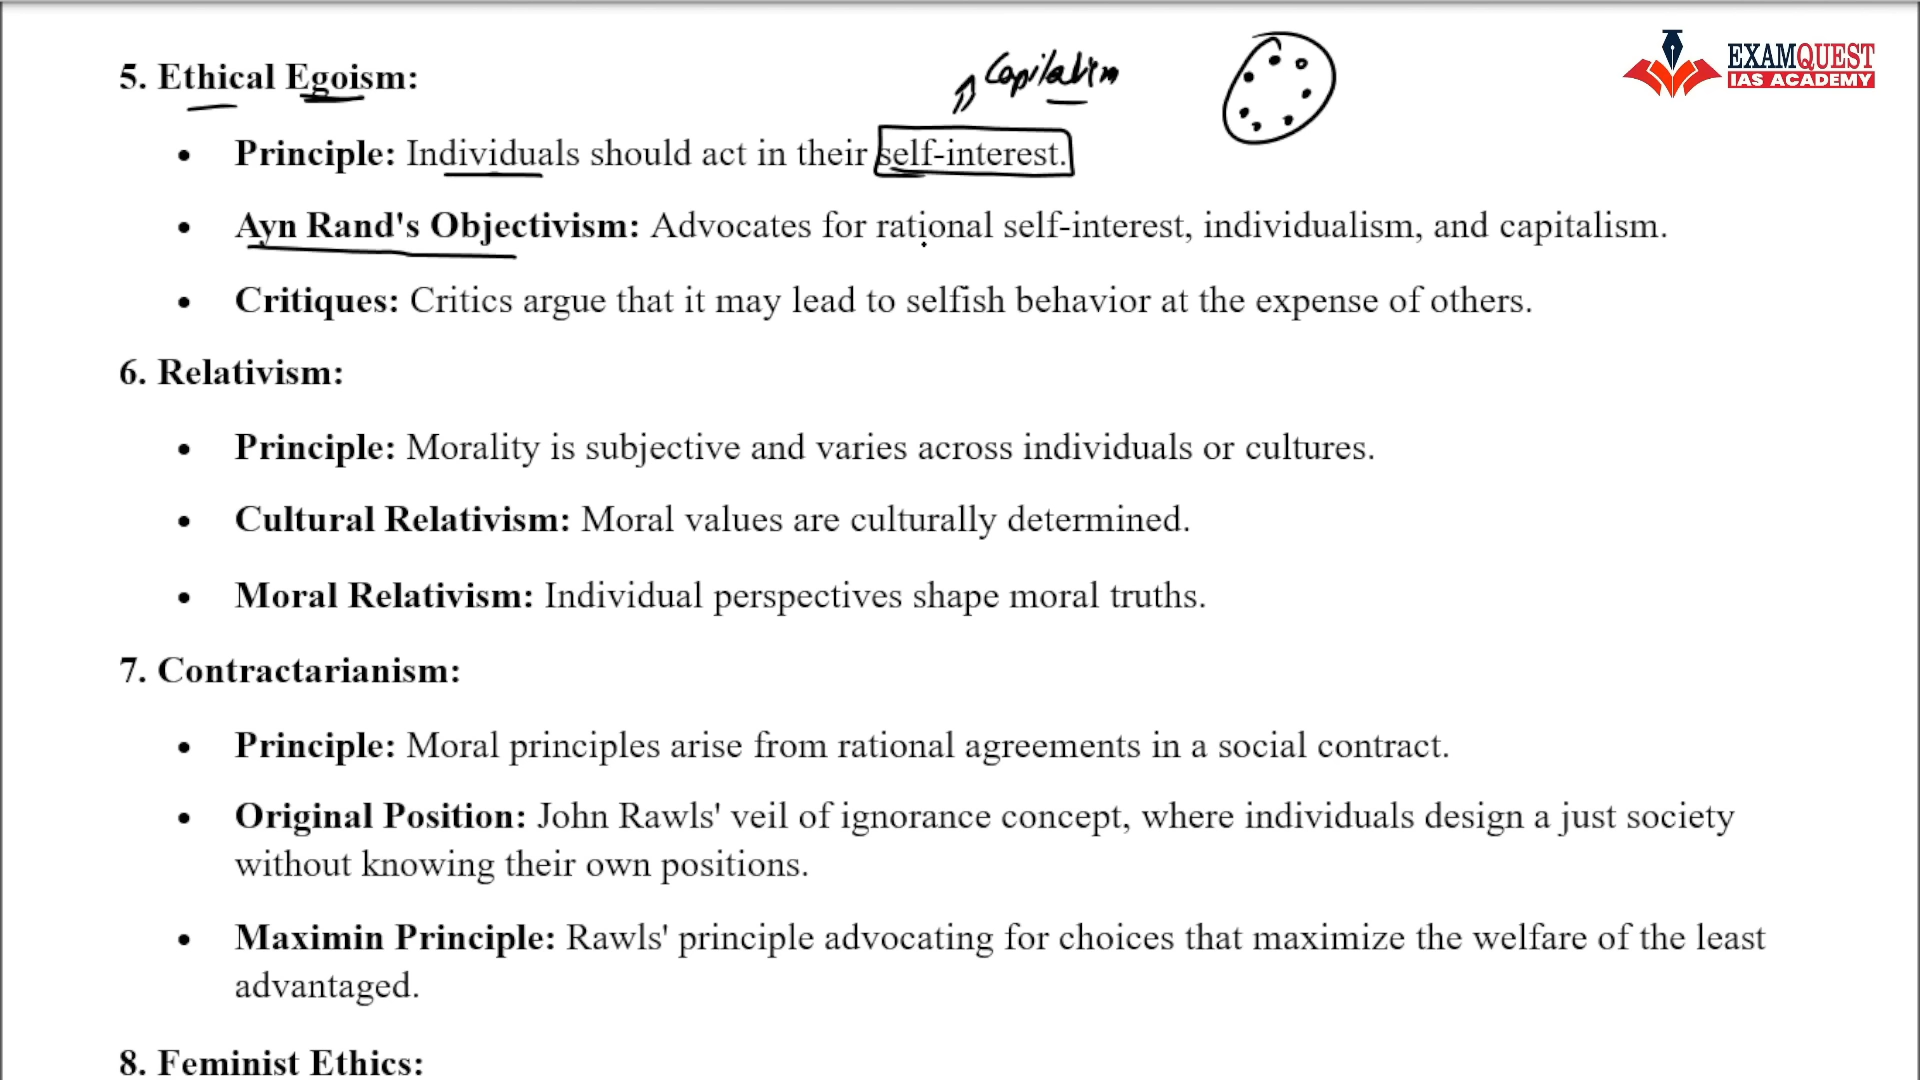 EXAMQUEST
IAS ACADEMY
Capitalism
5. Ethical Egoism:
• Principle: Individuals should act in their self-interest.
• Ayn Rand's Objectivism: Advocates for rational self-interest, individualism, and capitalism.
• Critiques: Critics argue that it may lead to selfish behavior at the expense of others.
6. Relativism:
• Principle: Morality is subjective and varies across individuals or cultures.
• Cultural Relativism: Moral values are culturally determined.
• Moral Relativism: Individual perspectives shape moral truths.
7. Contractarianism:
• Principle: Moral principles arise from rational agreements in a social contract.
• Original Position: John Rawls' veil of ignorance concept, where individuals design a just society
without knowing their own positions.
• Maximin Principle: Rawls' principle advocating for choices that maximize the welfare of the least
advantaged.
8. Feminist Ethics: